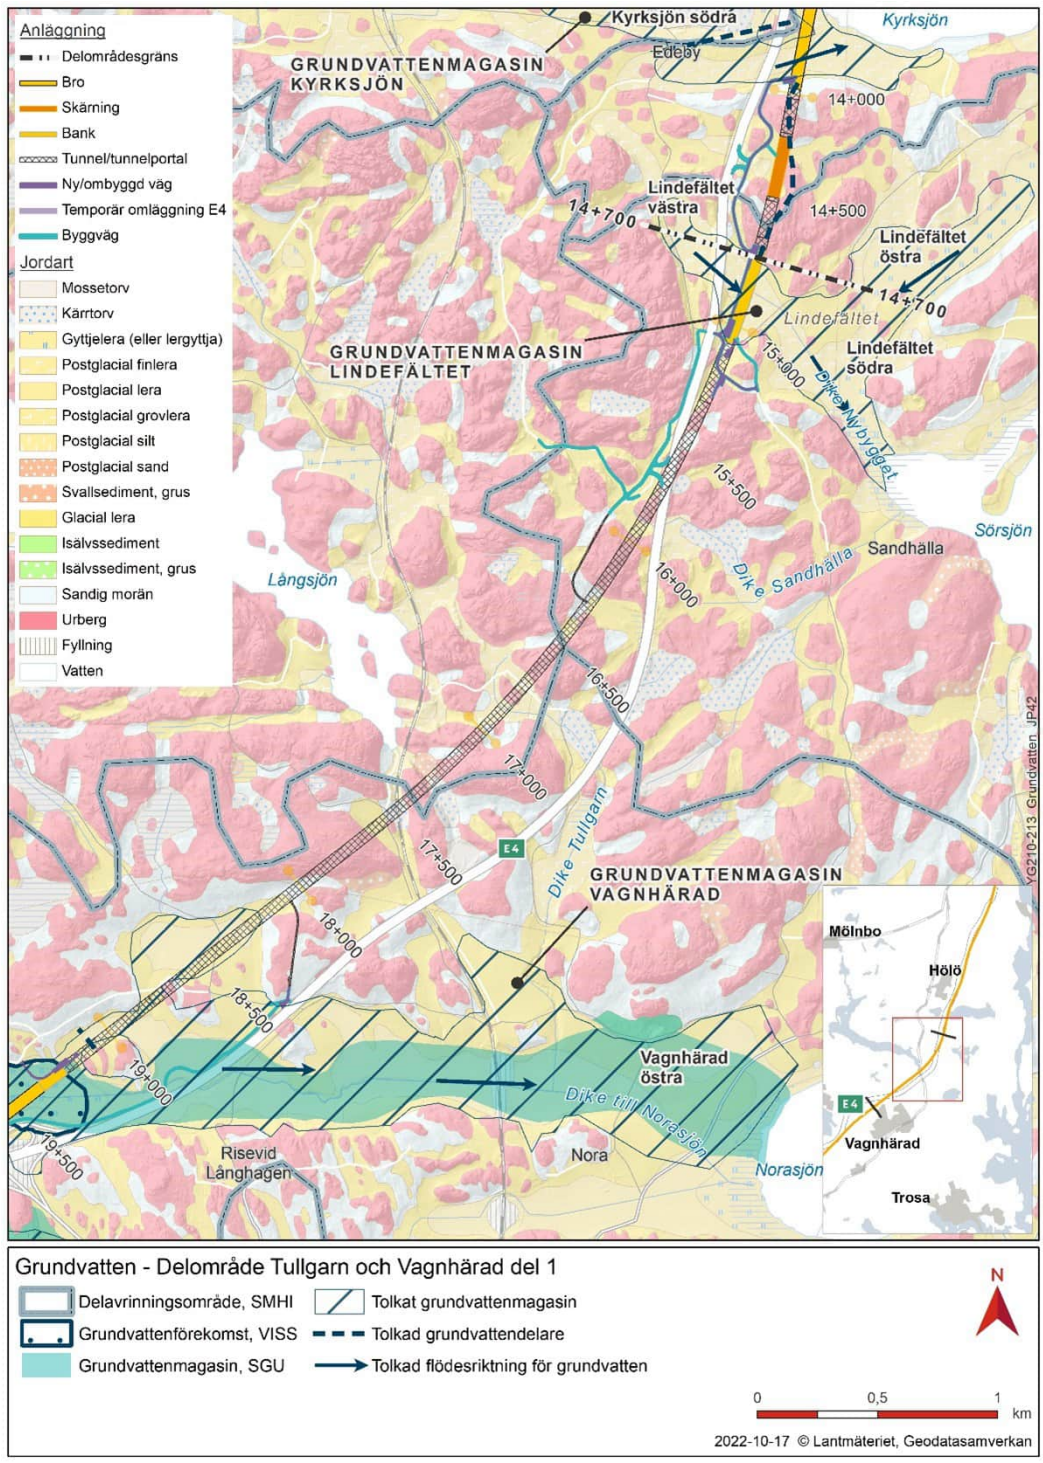 Anläggning
Delområdesgräns
Bro
Skärning
Bank
Tunnel/tunnelportal
Ny/ombyggd väg
Temporär omläggning E4
Byggväg
Jordart
Mossetorv
Kärrtorv
Gyttjelera (eller lergyttja)
Postglacial finlera
Postglacial lera
Postglacial grovlera
Postglacial silt
Postglacial sand
Svallsediment, grus
Glacial lera
Isälvssediment
Isälvssediment, grus
Sandig morän
Urberg
Fyllning
Vatten
Kyrksjön södra
Kyrksjön
Edeby
GRUNDVATTENMAGASIN
KYRKSJÖN
14+000
Lindefältet
västra
14+700
14+500
Lindefältet
östra
14+700
Lindefältet
GRUNDVATTENMAGASIN
LINDEFÄLTET
Lindefältet
södra
15+000
Dike Nybygget
15+500
Sörsjön
Sandhälla
Dike Sandhälla
Långsjön
16+000
16+500
17+000
Dike Tullgarn
17+500
E4
GRUNDVATTENMAGASIN
VAGNHÄRAD
18+000
18+500
Vagnhärad
östra
19+000
Dike till Norasjön
19+500
Risevid
Långhagen
Nora
Norasjön
YG210-213 Grundvatten JP42
Mölnbo
Hölö
E4
Vagnhärad
Trosa
Grundvatten - Delområde Tullgarn och Vagnhärad del 1
Delavrinningsområde, SMHI
Tolkat grundvattenmagasin
Grundvattenförekomst, VISS
Tolkad grundvattendelare
Grundvattenmagasin, SGU
Tolkad flödesriktning för grundvatten
N
0 0,5 1
km
2022-10-17 © Lantmäteriet, Geodatasamverkan